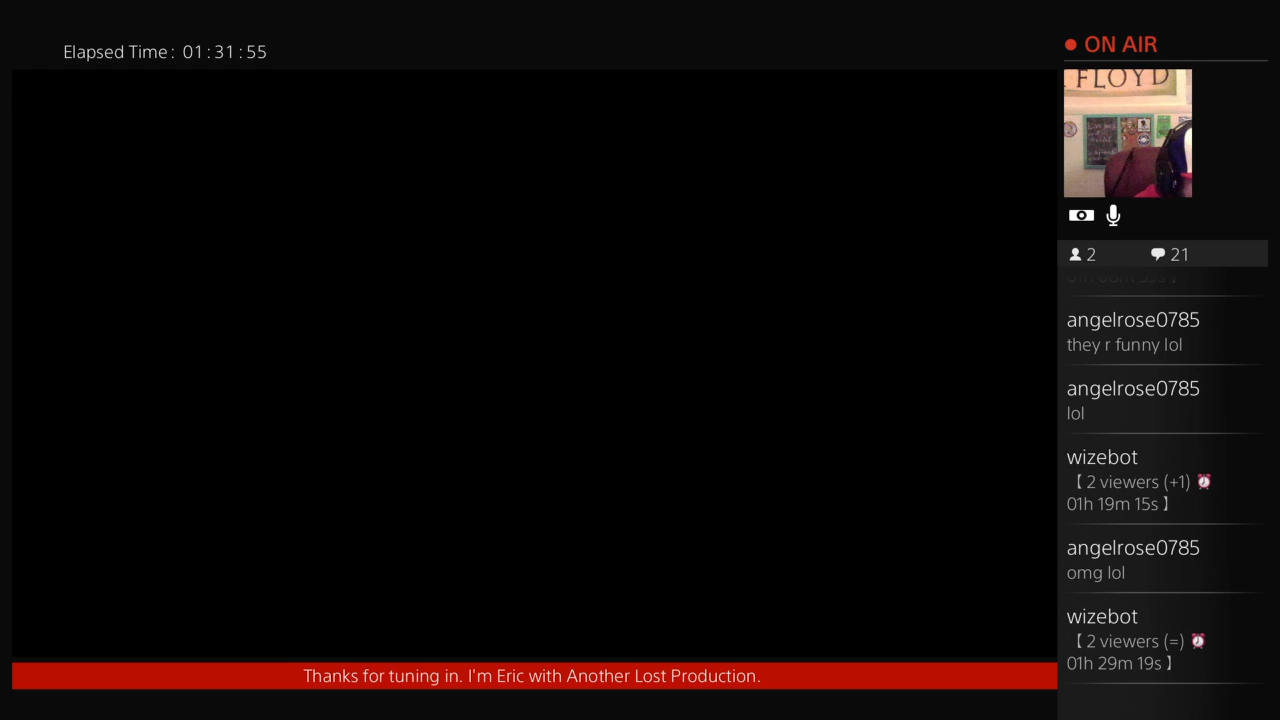 Elapsed Time: 01:31:55
ON AIR
FLOYD
2 21
angelrose0785
they r funny lol
angelrose0785
lol
wizebot
【2 viewers (+1) ⏰
01h 19m 15s】
angelrose0785
omg lol
wizebot
【2 viewers (=) ⏰
01h 29m 19s】
Thanks for tuning in. I'm Eric with Another Lost Production.